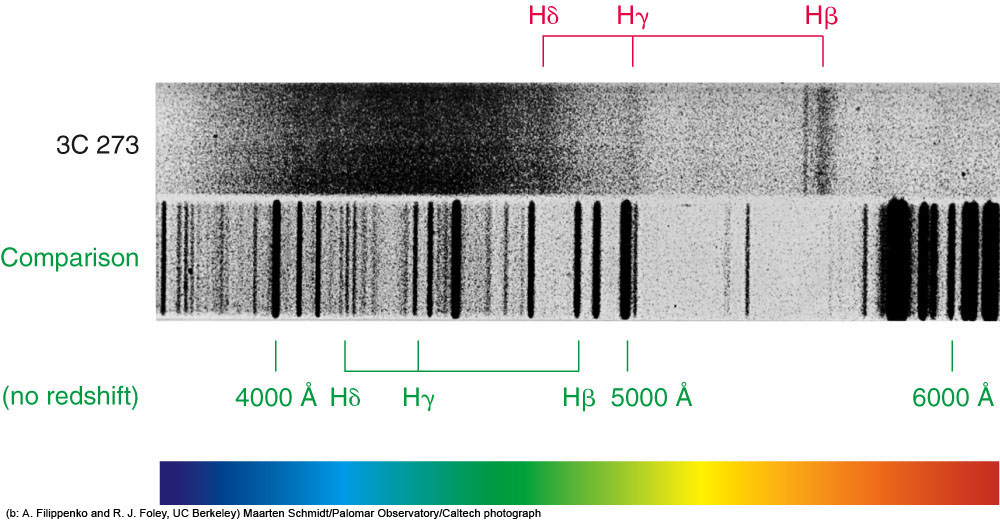 Hδ Hγ Hβ
3C 273
Comparison
(no redshift) 4000 Å Hδ Hγ Hβ 5000 Å 6000 Å
(b: A. Filippenko and R. J. Foley, UC Berkeley) Maarten Schmidt/Palomar Observatory/Caltech photograph